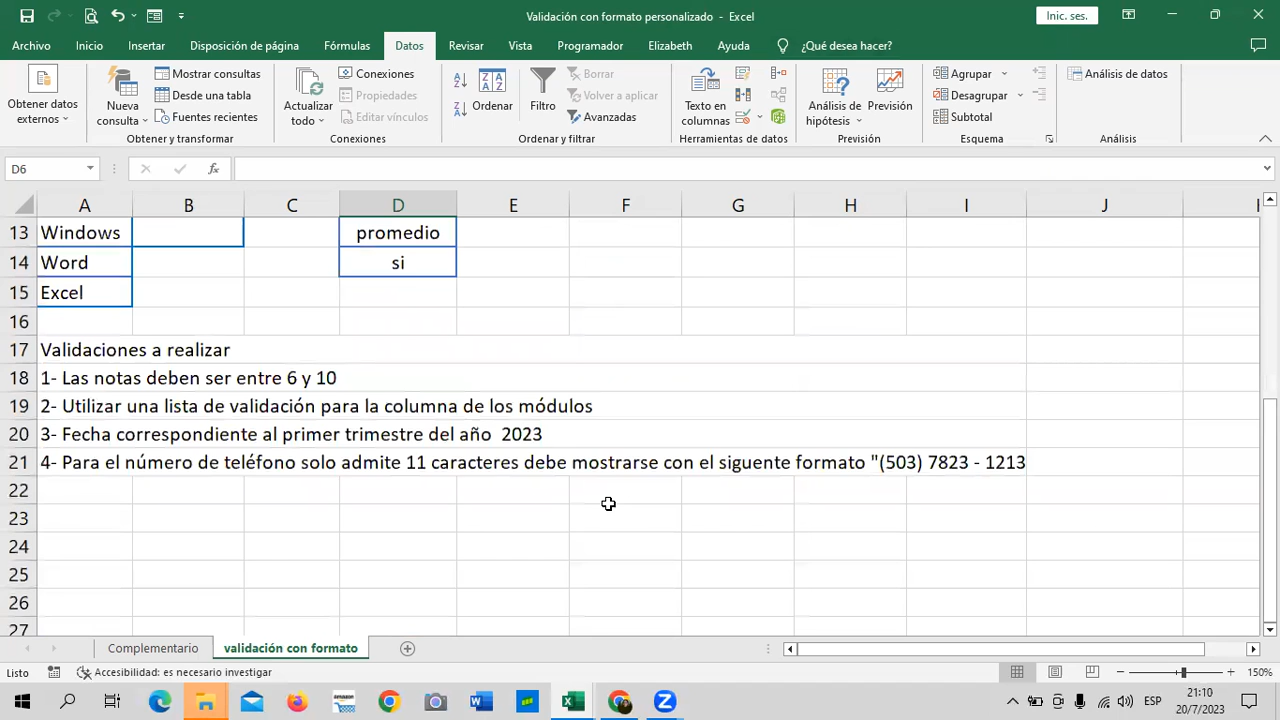 Validación con formato personalizado - Excel
Inic. ses.
Archivo Inicio Insertar Disposición de página Fórmulas Datos Revisar Vista Programador Elizabeth Ayuda ¿Qué desea hacer?
Obtener datos externos
Nueva consulta
Mostrar consultas
Desde una tabla
Fuentes recientes
Obtener y transformar
Actualizar todo
Conexiones
Propiedades
Editar vínculos
Conexiones
Ordenar
Filtro
Borrar
Volver a aplicar
Avanzadas
Ordenar y filtrar
Texto en columnas
Herramientas de datos
Análisis de hipótesis
Previsión
Previsión
Agrupar
Desagrupar
Subtotal
Esquema
Análisis de datos
Análisis
D6
fx
A B C D E F G H I J
13 Windows promedio
14 Word si
15 Excel
16
17 Validaciones a realizar
18 1- Las notas deben ser entre 6 y 10
19 2- Utilizar una lista de validación para la columna de los módulos
20 3- Fecha correspondiente al primer trimestre del año  2023
21 4- Para el número de teléfono solo admite 11 caracteres debe mostrarse con el siguente formato "(503) 7823 - 1213
22
23
24
25
26
27
Complementario validación con formato
Listo Accesibilidad: es necesario investigar 150%
ESP
21:10
20/7/2023